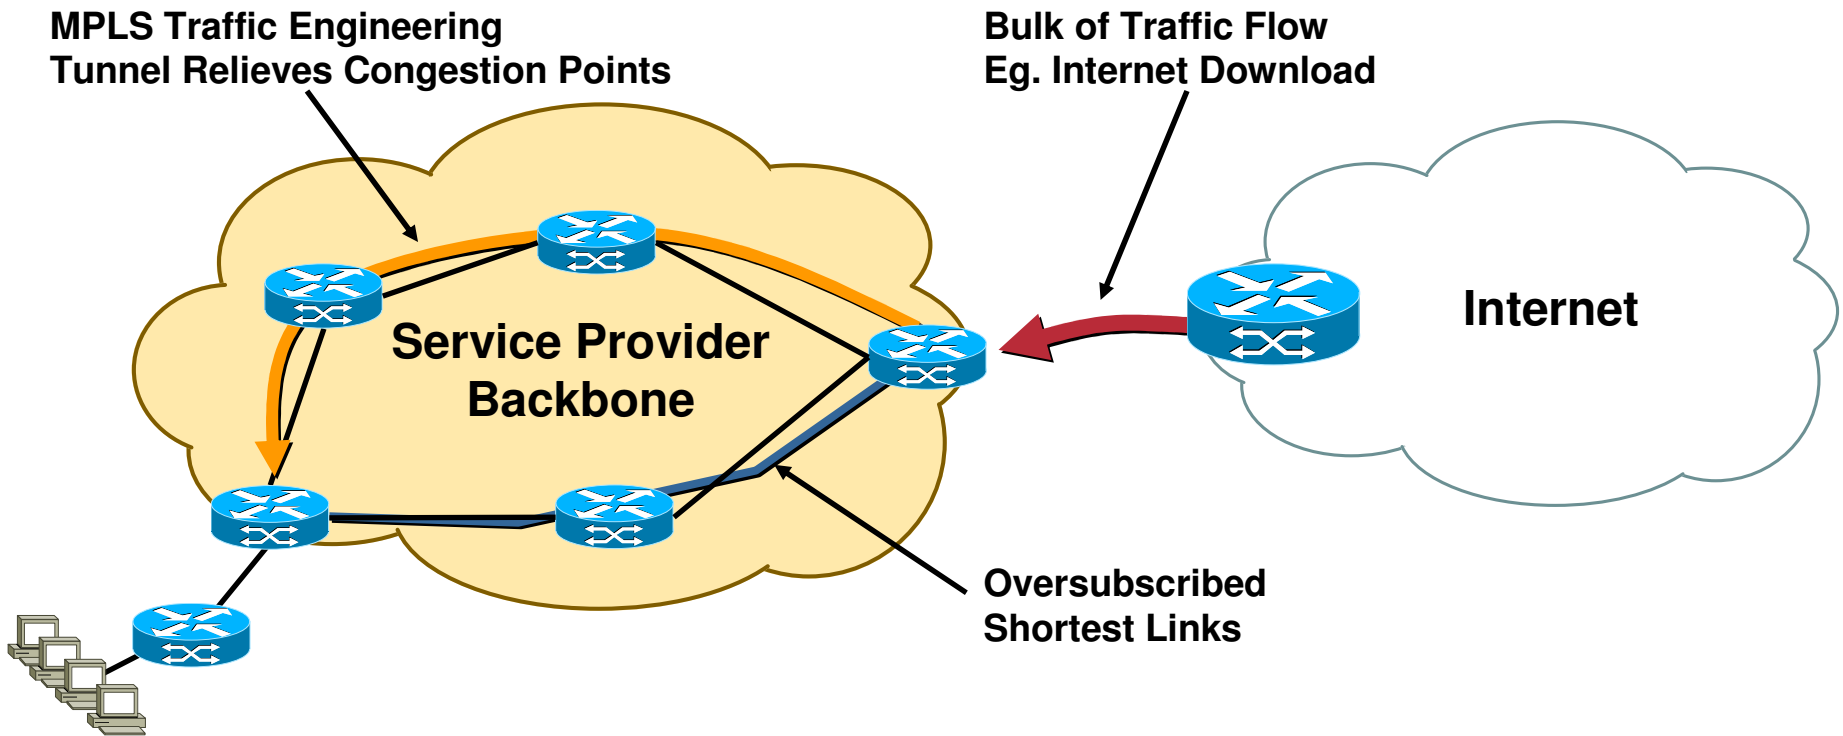 MPLS Traffic Engineering
Tunnel Relieves Congestion Points
Bulk of Traffic Flow
Eg. Internet Download
Service Provider
Backbone
Internet
Oversubscribed
Shortest Links